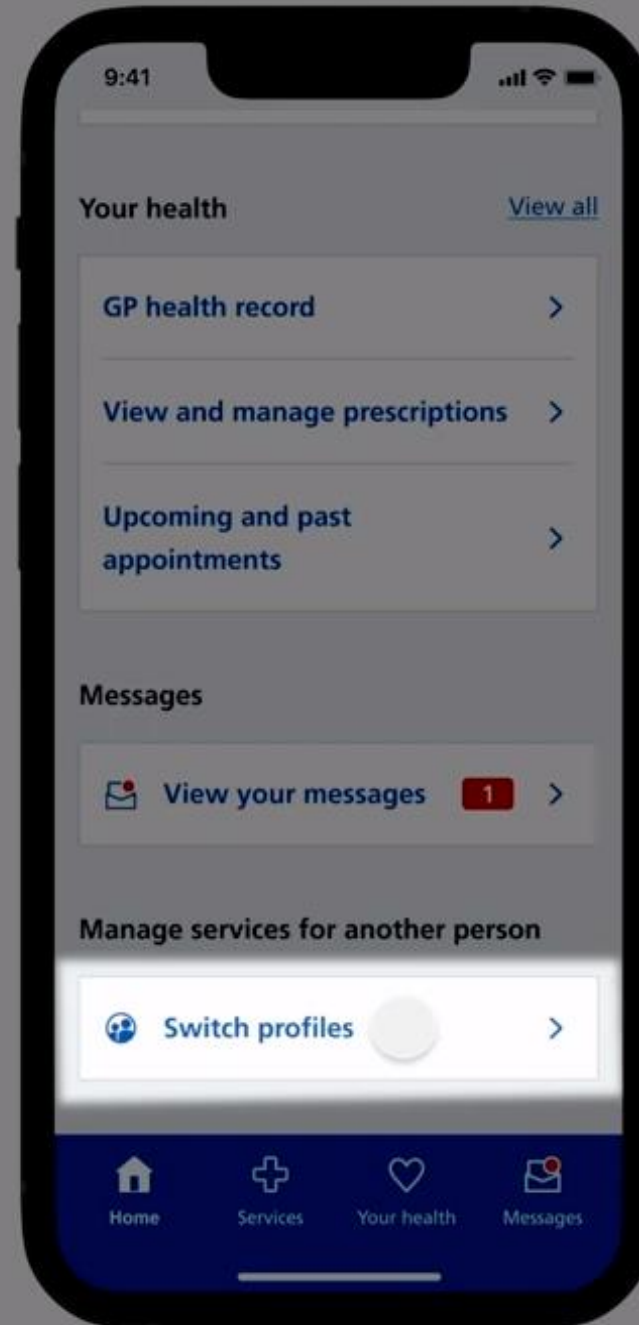 9:41
Your health View all
GP health record
View and manage prescriptions
Upcoming and past
appointments
Messages
View your messages 1
Manage services for another person
Switch profiles
Home Services Your health Messages